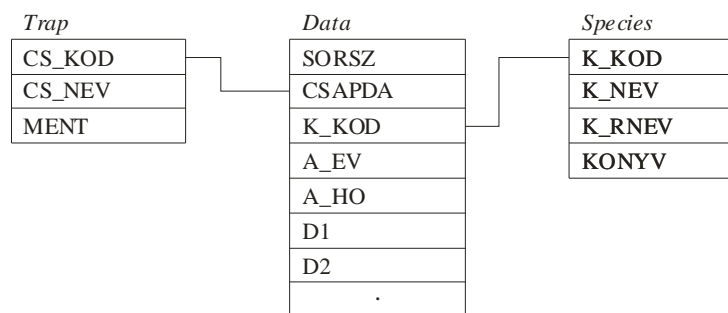 Trap
CS_KOD
CS_NEV
MENT
Data
SORSZ
CSAPDA
K_KOD
A_EV
A_HO
D1
D2
.
Species
K_KOD
K_NEV
K_RNEV
KONYV